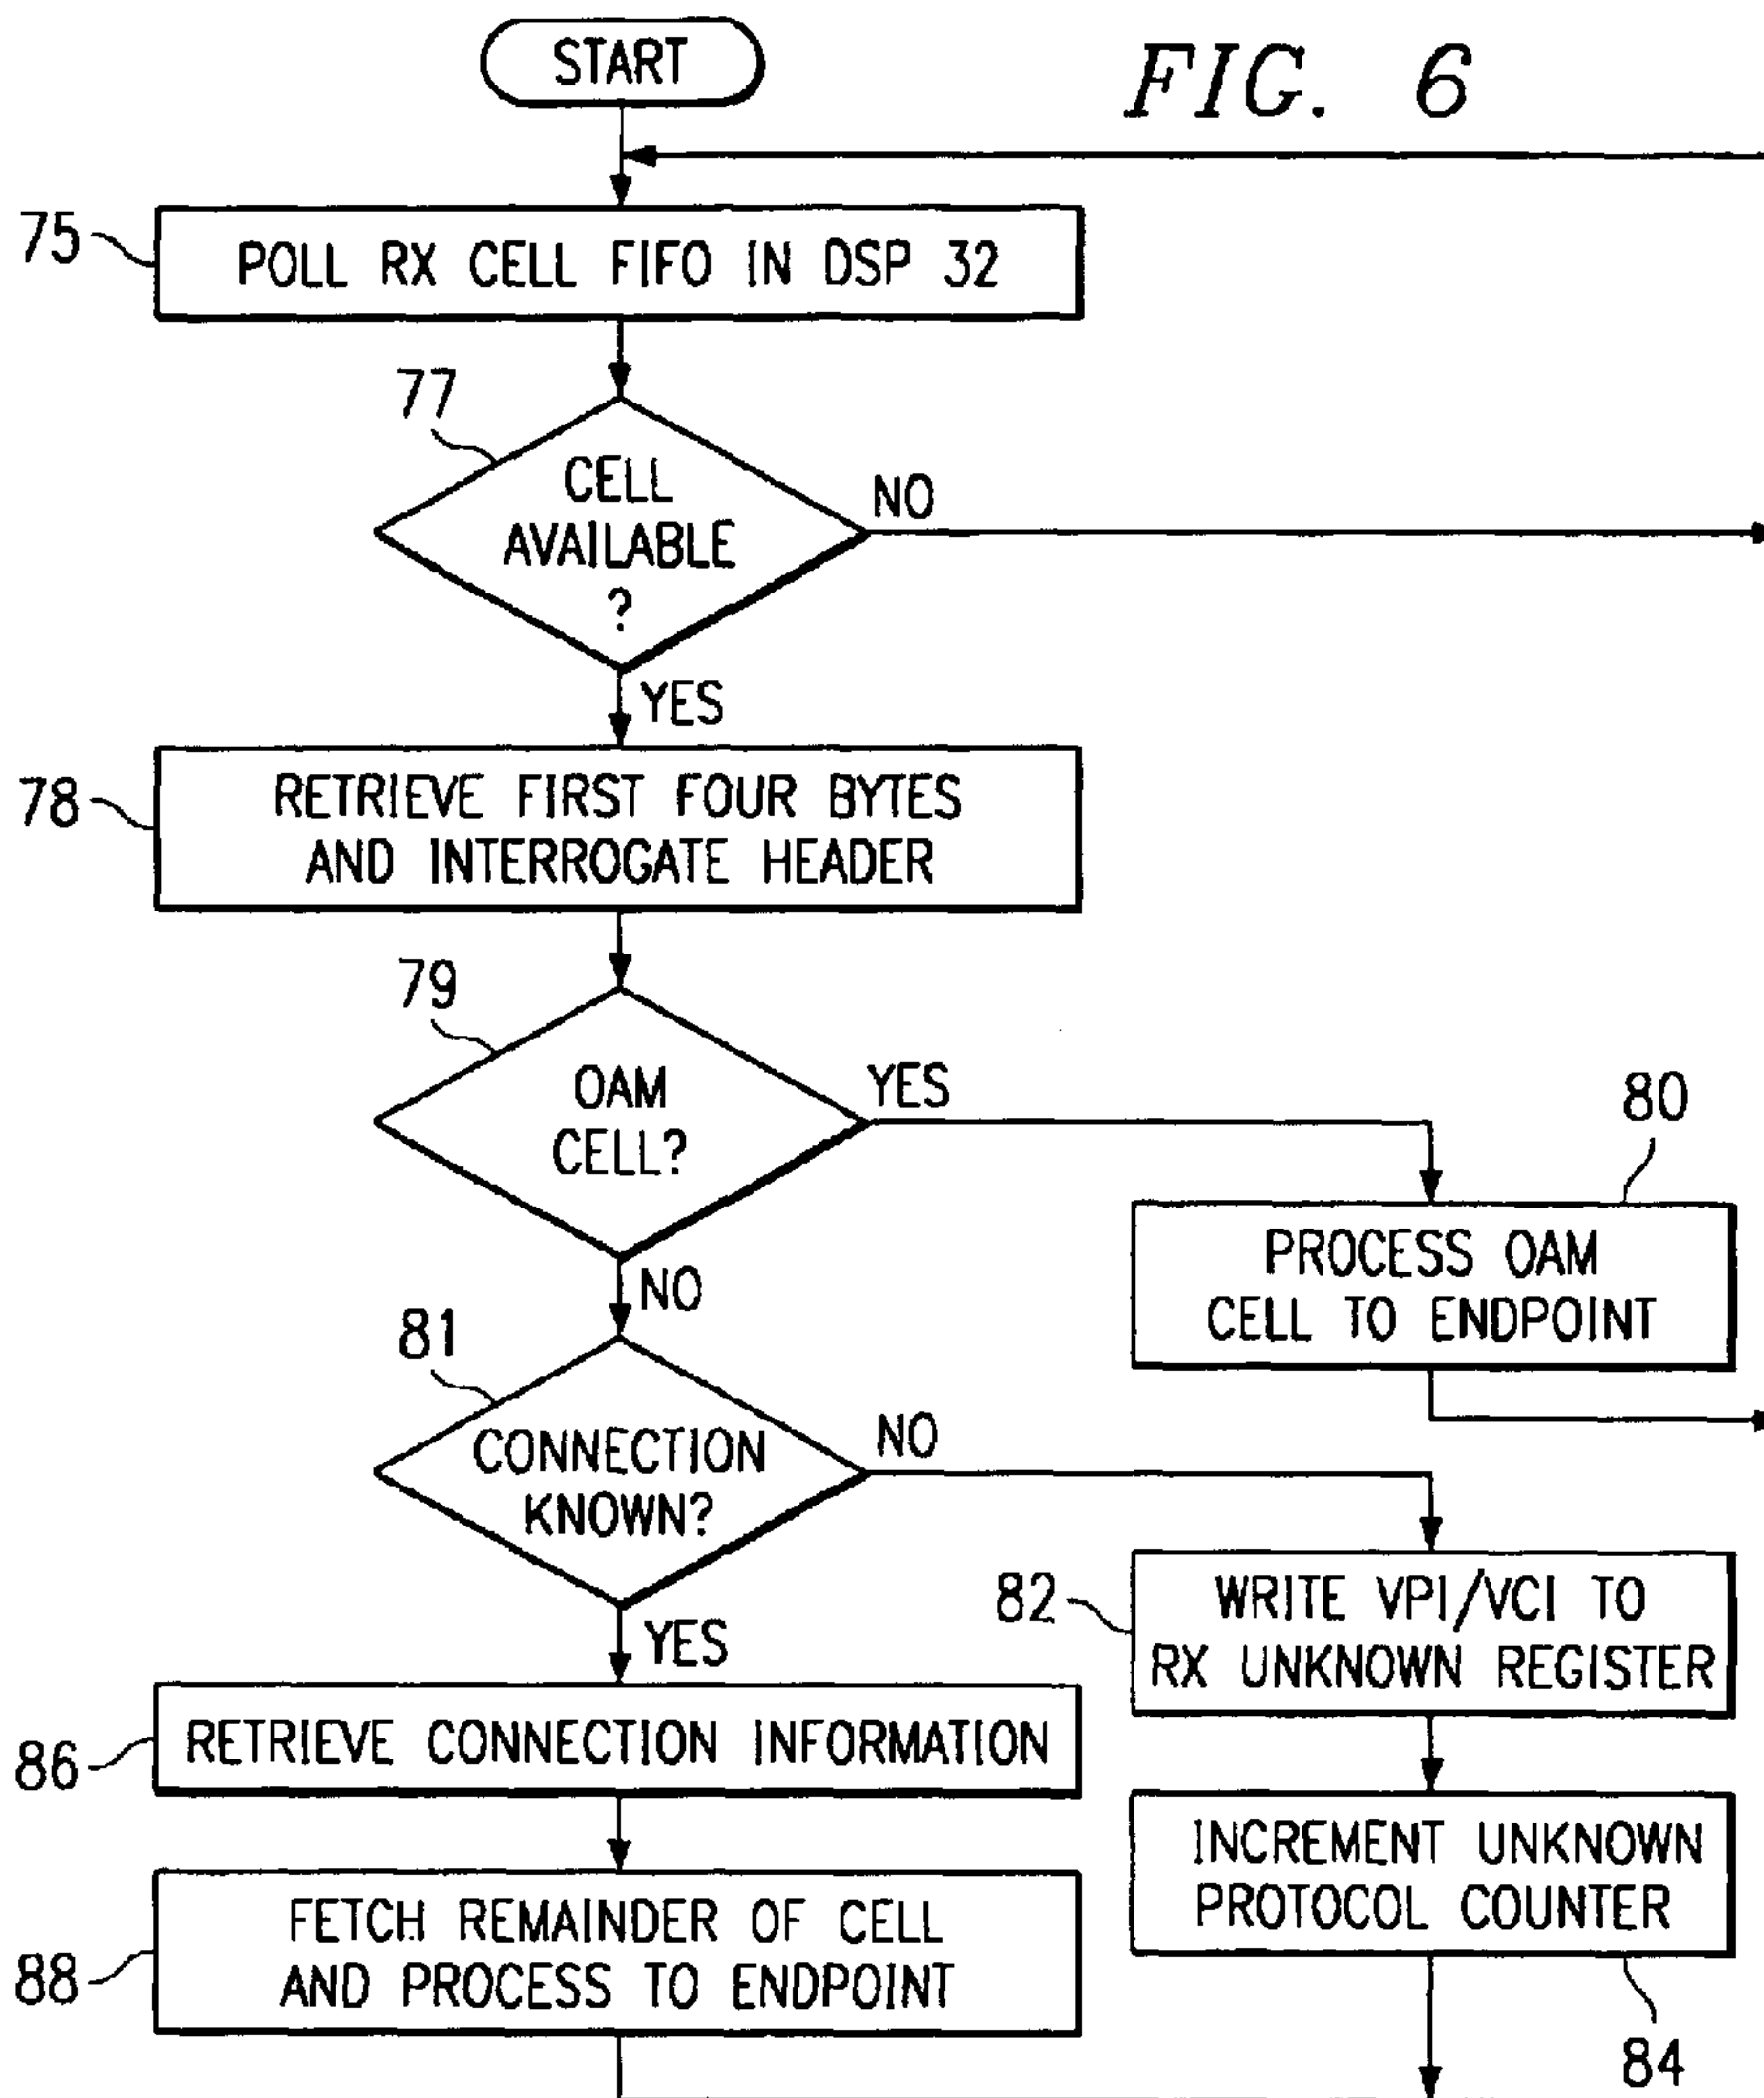 START
FIG. 6
75
POLL RX CELL FIFO IN DSP 32
77
CELL
AVAILABLE
?
NO
YES
78
RETRIEVE FIRST FOUR BYTES
AND INTERROGATE HEADER
79
OAM
CELL?
YES
NO
80
PROCESS OAM
CELL TO ENDPOINT
81
CONNECTION
KNOWN?
NO
YES
82
WRITE VPI/VCI TO
RX UNKNOWN REGISTER
86
RETRIEVE CONNECTION INFORMATION
INCREMENT UNKNOWN
PROTOCOL COUNTER
84
88
FETCH REMAINDER OF CELL
AND PROCESS TO ENDPOINT